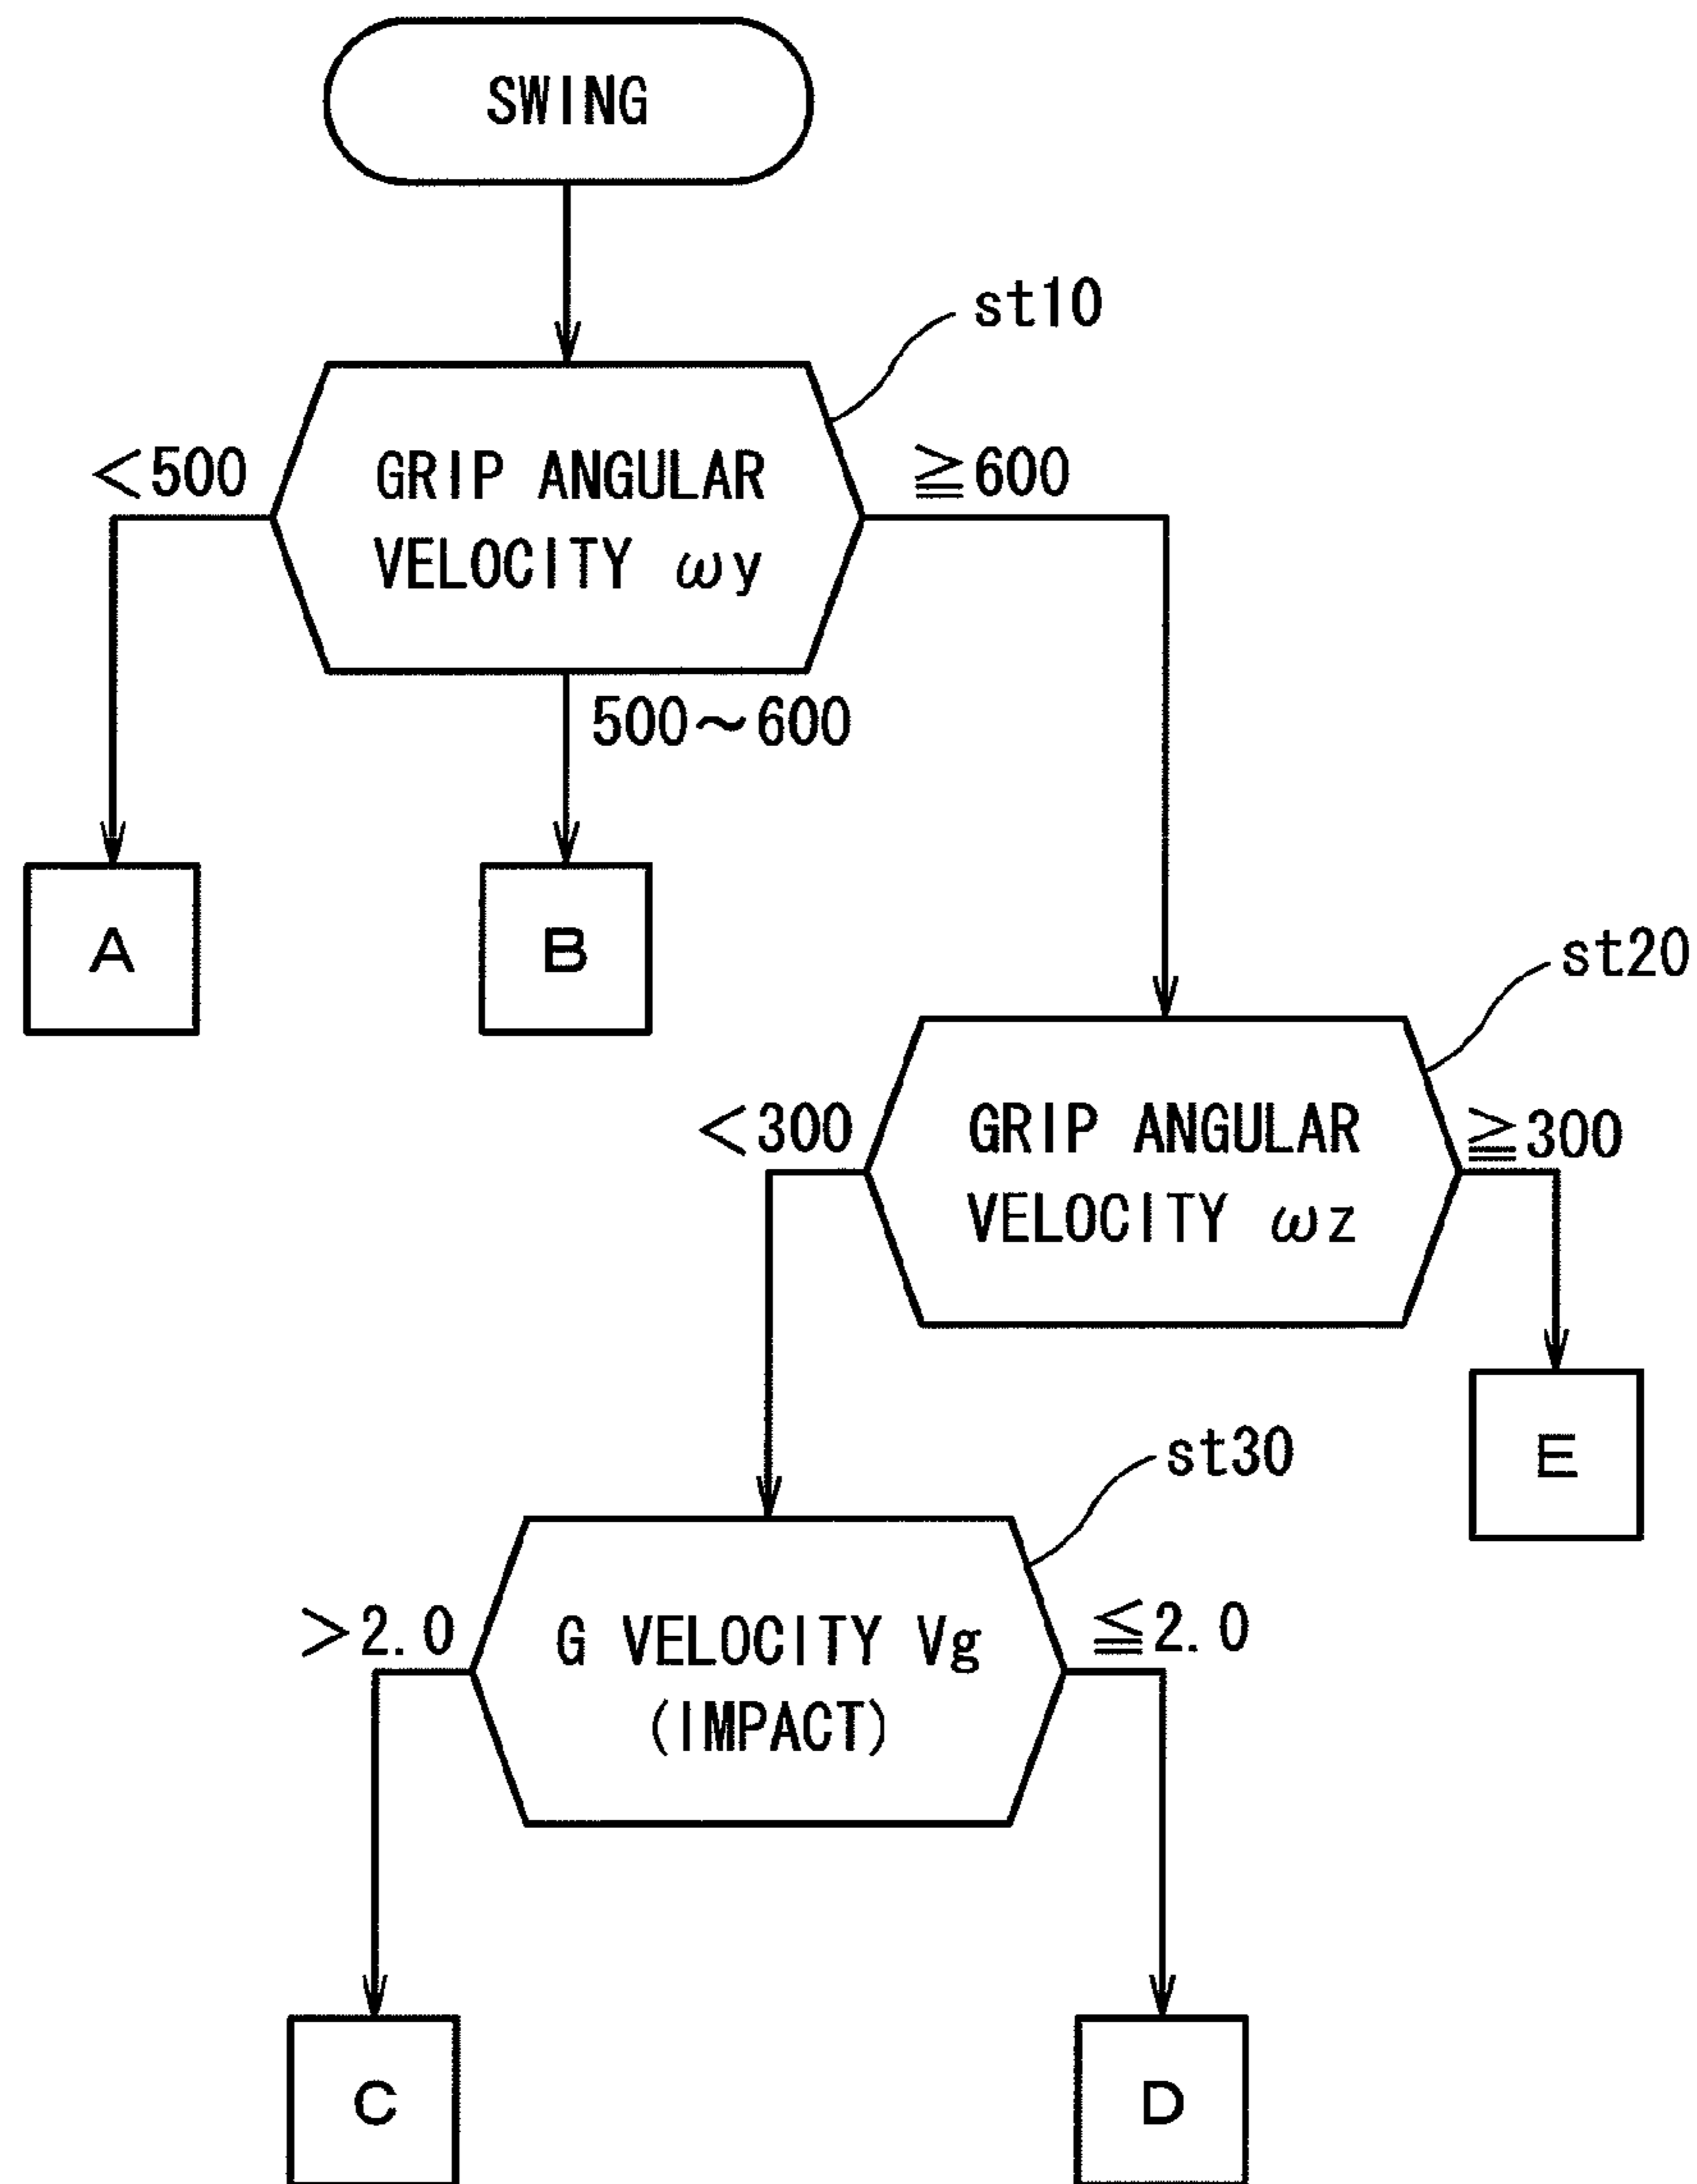 SWING
st10
<500
GRIP ANGULAR
VELOCITY ωy
≧600
500～600
A
B
st20
<300
GRIP ANGULAR
VELOCITY ωz
≧300
E
st30
>2.0
G VELOCITY Vg
(IMPACT)
≦2.0
C
D